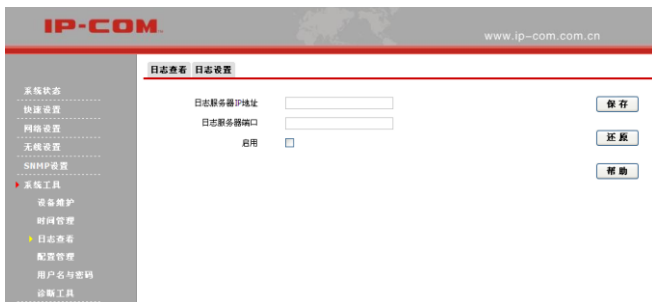 IP-COM.
www.ip-com.com.cn
日志查看 日志设置
系统状态
快速设置
网络设置
无线设置
SNMP设置
系统工具
设备维护
时间管理
日志查看
配置管理
用户名与密码
诊断工具
日志服务器IP地址
日志服务器端口
启用
保存
还原
帮助